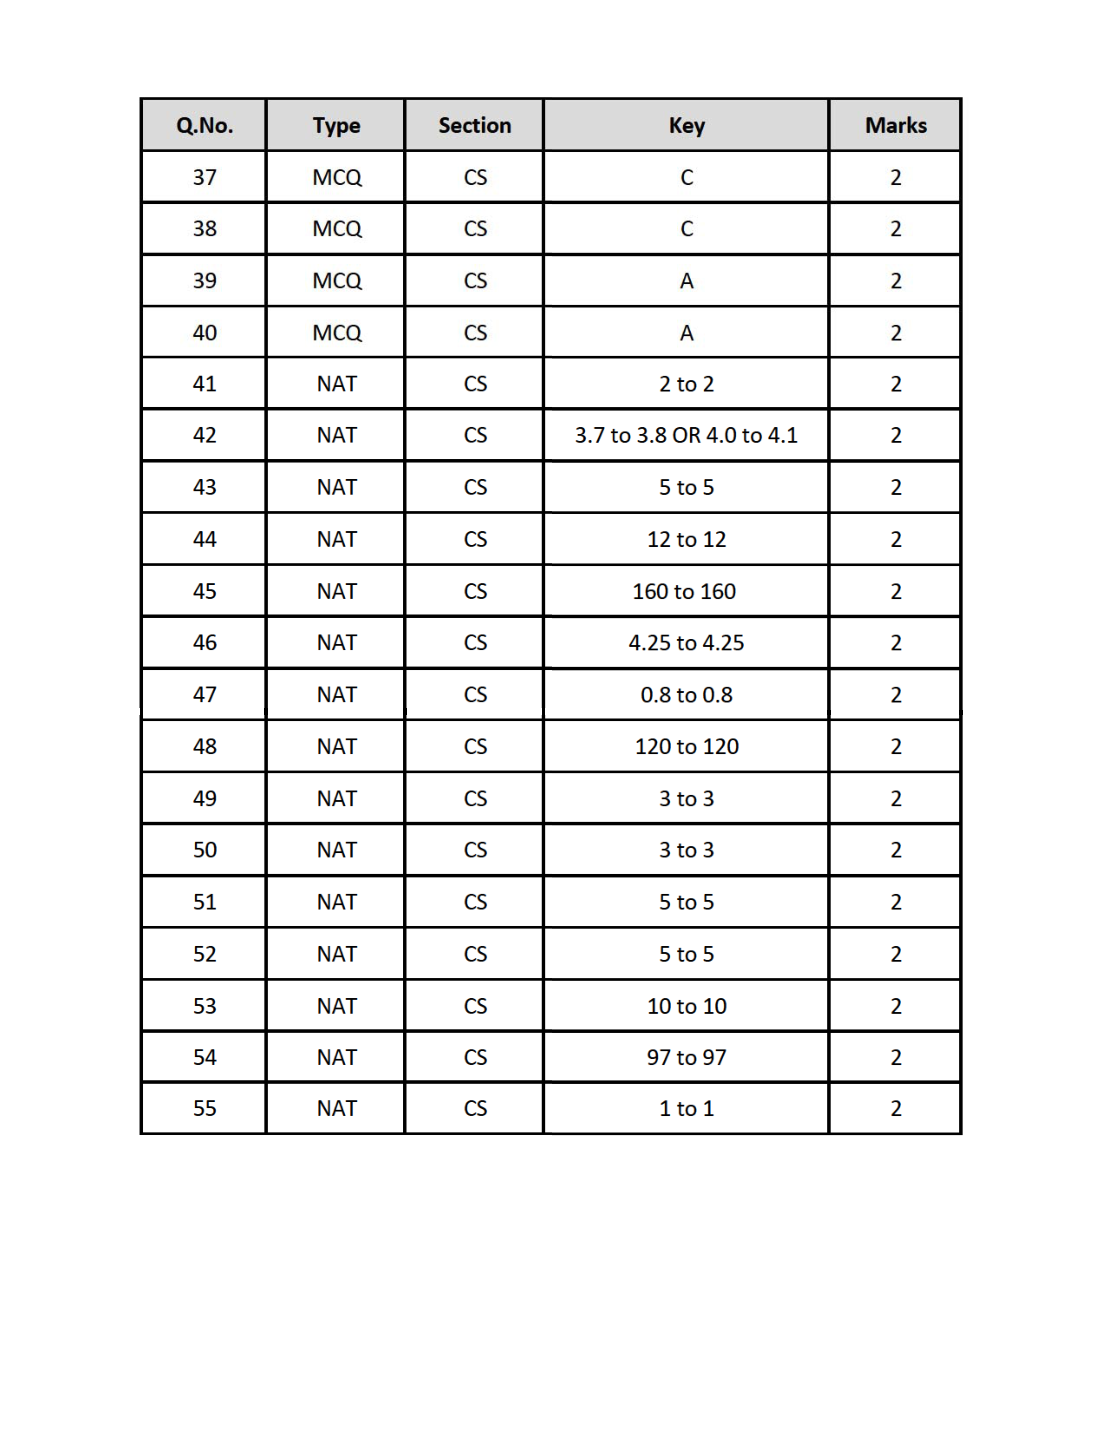 Q.No. Type Section Key Marks
37 MCQ CS C 2
38 MCQ CS C 2
39 MCQ CS A 2
40 MCQ CS A 2
41 NAT CS 2 to 2 2
42 NAT CS 3.7 to 3.8 OR 4.0 to 4.1 2
43 NAT CS 5 to 5 2
44 NAT CS 12 to 12 2
45 NAT CS 160 to 160 2
46 NAT CS 4.25 to 4.25 2
47 NAT CS 0.8 to 0.8 2
48 NAT CS 120 to 120 2
49 NAT CS 3 to 3 2
50 NAT CS 3 to 3 2
51 NAT CS 5 to 5 2
52 NAT CS 5 to 5 2
53 NAT CS 10 to 10 2
54 NAT CS 97 to 97 2
55 NAT CS 1 to 1 2